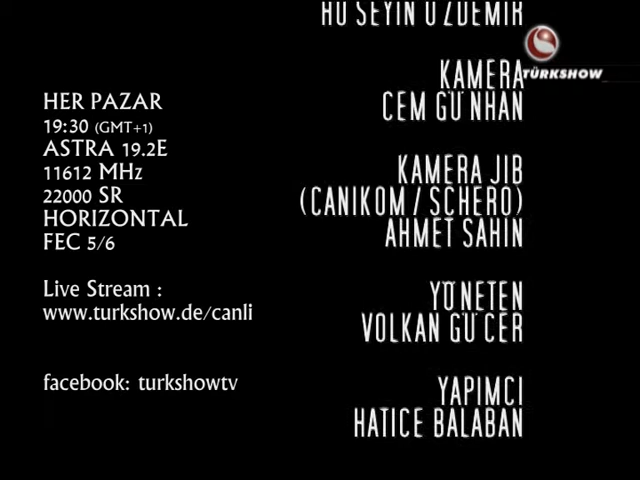 HER PAZAR
19:30 (GMT+1)
ASTRA 19.2E
11612 MHz
22000 SR
HORIZONTAL
FEC 5/6
Live Stream :
www.turkshow.de/canli
facebook: turkshowtv
HÜSEYİN ÖZDEMİR
KAMERA
CEM GÜNHAN
KAMERA JIB
(CANIKOM / SCHERO)
AHMET SAHIN
YÖNETEN
VOLKAN GÜCER
YAPIMCI
HATICE BALABAN
TÜRKSHOW